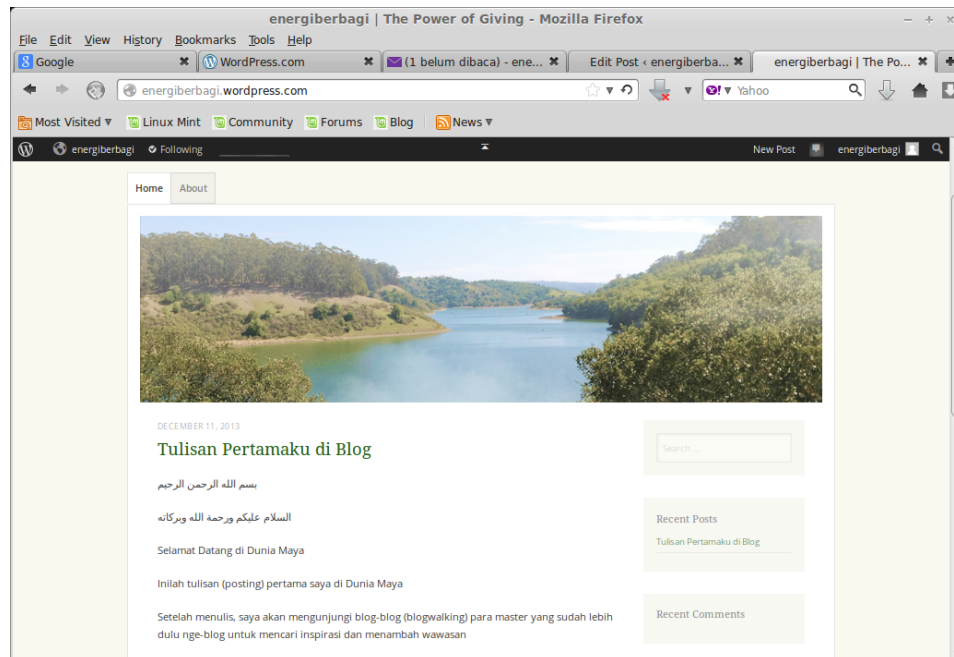 energiberbagi | The Power of Giving - Mozilla Firefox
File Edit View History Bookmarks Tools Help
Google WordPress.com (1 belum dibaca) - ene... Edit Post ‹ energiberba... energiberbagi | The Po...
energiberbagi.wordpress.com Yahoo
Most Visited Linux Mint Community Forums Blog News
energiberbagi Following New Post energiberbagi
Home About
DECEMBER 11, 2013
Tulisan Pertamaku di Blog
بسم الله الرحمن الرحيم
السلام عليكم ورحمة الله وبركاته
Selamat Datang di Dunia Maya
Inilah tulisan (posting) pertama saya di Dunia Maya
Setelah menulis, saya akan mengunjungi blog-blog (blogwalking) para master yang sudah lebih
dulu nge-blog untuk mencari inspirasi dan menambah wawasan
Search ...
Recent Posts
Tulisan Pertamaku di Blog
Recent Comments